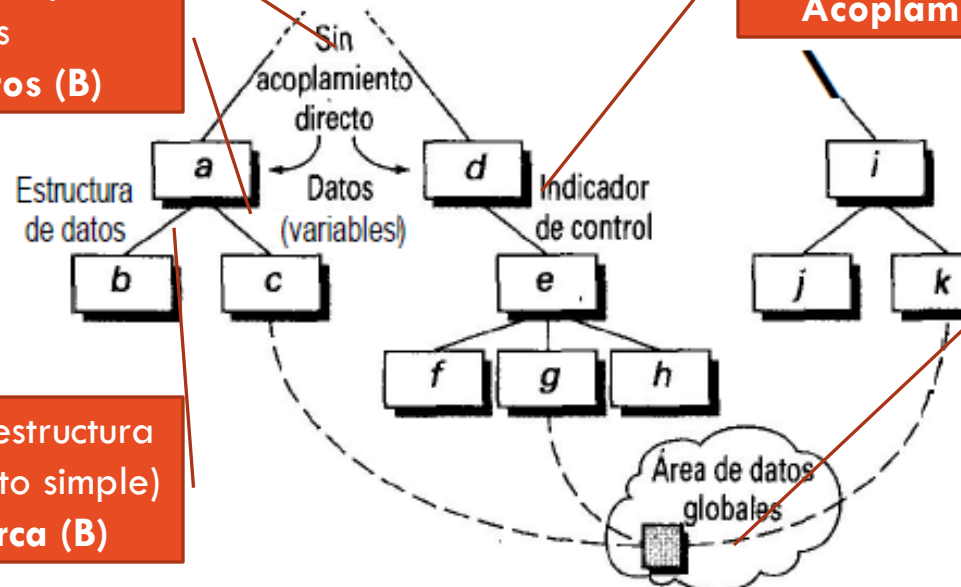 s
ros (B)
Acoplam
Sin
acoplamiento
directo
a
d
i
Estructura
de datos
Datos
(variables!)
Indicador
de control
b
c
e
j
k
f
g
h
estructura
to simple)
rca (B)
Área de datos
globales